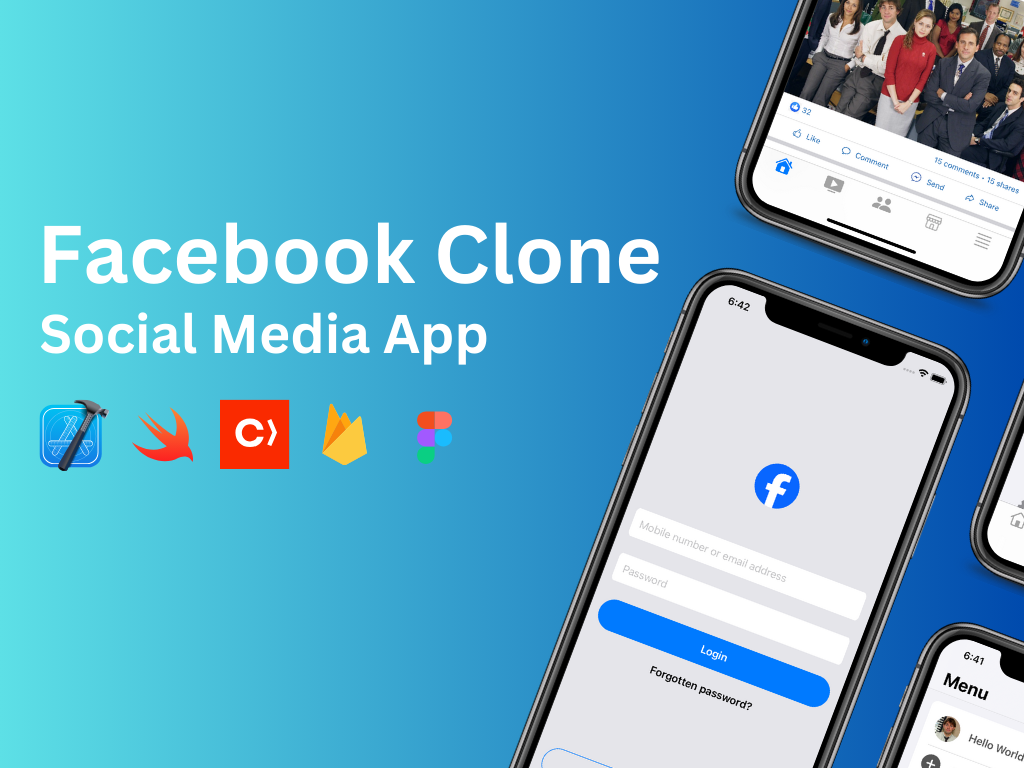 Facebook Clone
Social Media App
32
15 comments • 15 shares
Like
Comment
Send
Share
6:42
Mobile number or email address
Password
Login
Forgotten password?
6:41
Menu
Hello World